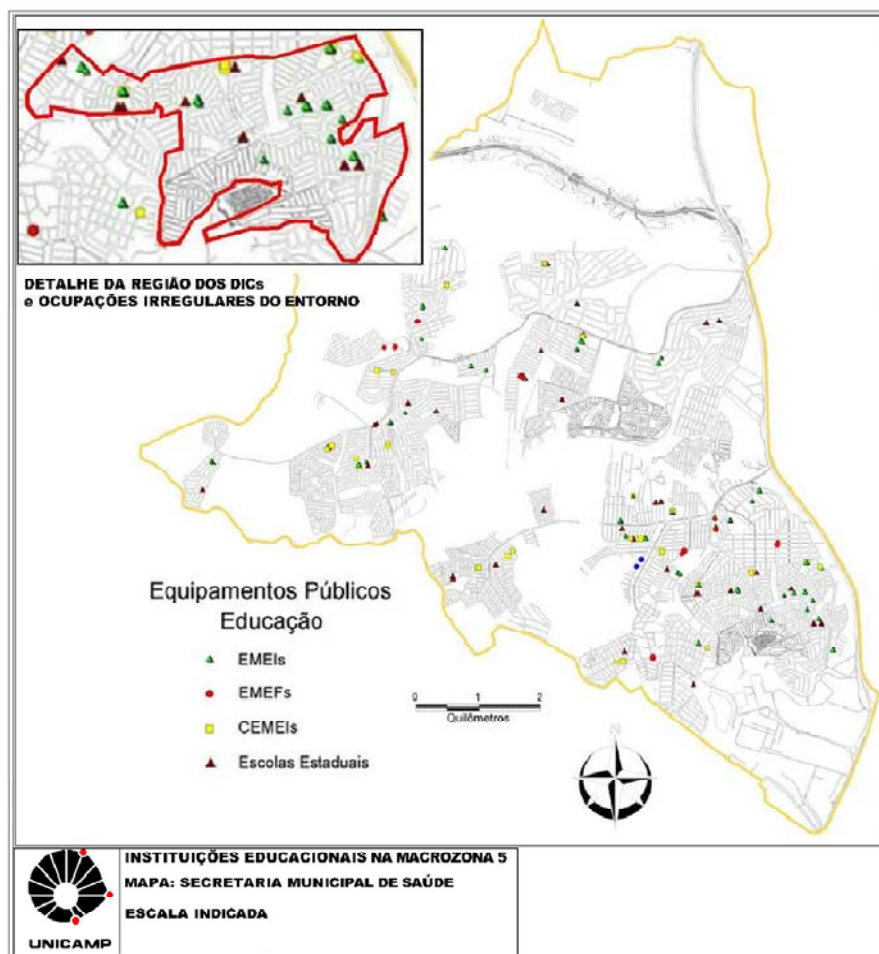 DETALHE DA REGIÃO DOS DICs
e OCUPAÇÕES IRREGULARES DO ENTORNO
Equipamentos Públicos
Educação
EMEIs
EMEFs
CEMEIs
Escolas Estaduais
0 1 2
Quilômetros
N
INSTITUIÇÕES EDUCACIONAIS NA MACROZONA 5
MAPA: SECRETARIA MUNICIPAL DE SAÚDE
ESCALA INDICADA
UNICAMP